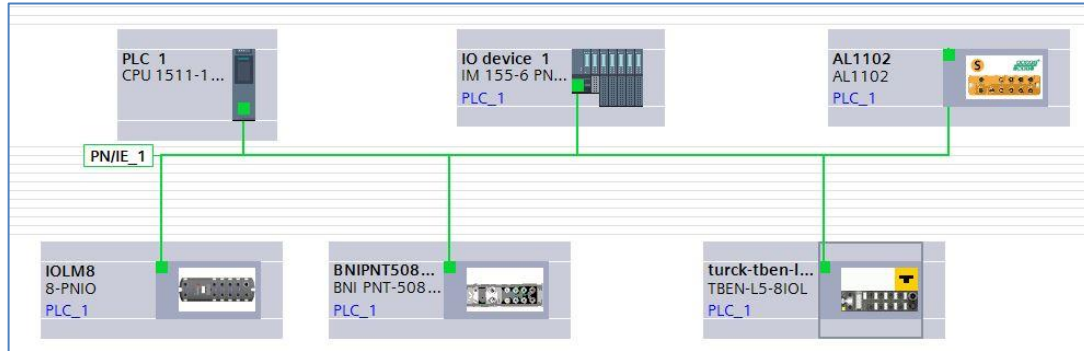 PLC_1
CPU 1511-1...
IO device_1
IM 155-6 PN...
PLC_1
AL1102
AL1102
PLC_1
PN/IE_1
IOLM8
8-PNIO
PLC_1
BNIPNT508...
BNI PNT-508...
PLC_1
turck-tben-l...
TBEN-L5-8IOL
PLC_1